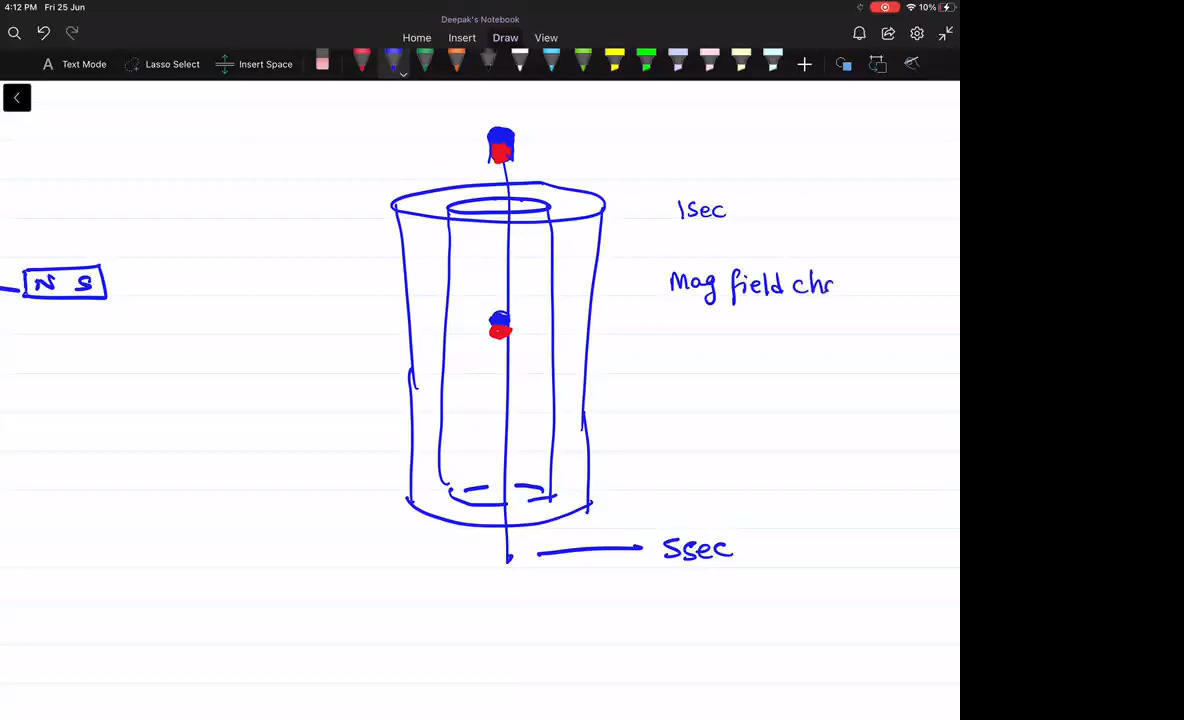 4:12 PM Fri 25 Jun
10%
Deepak's Notebook
Home Insert Draw View
Text Mode Lasso Select Insert Space
1sec
N S
Mag field cha
5sec